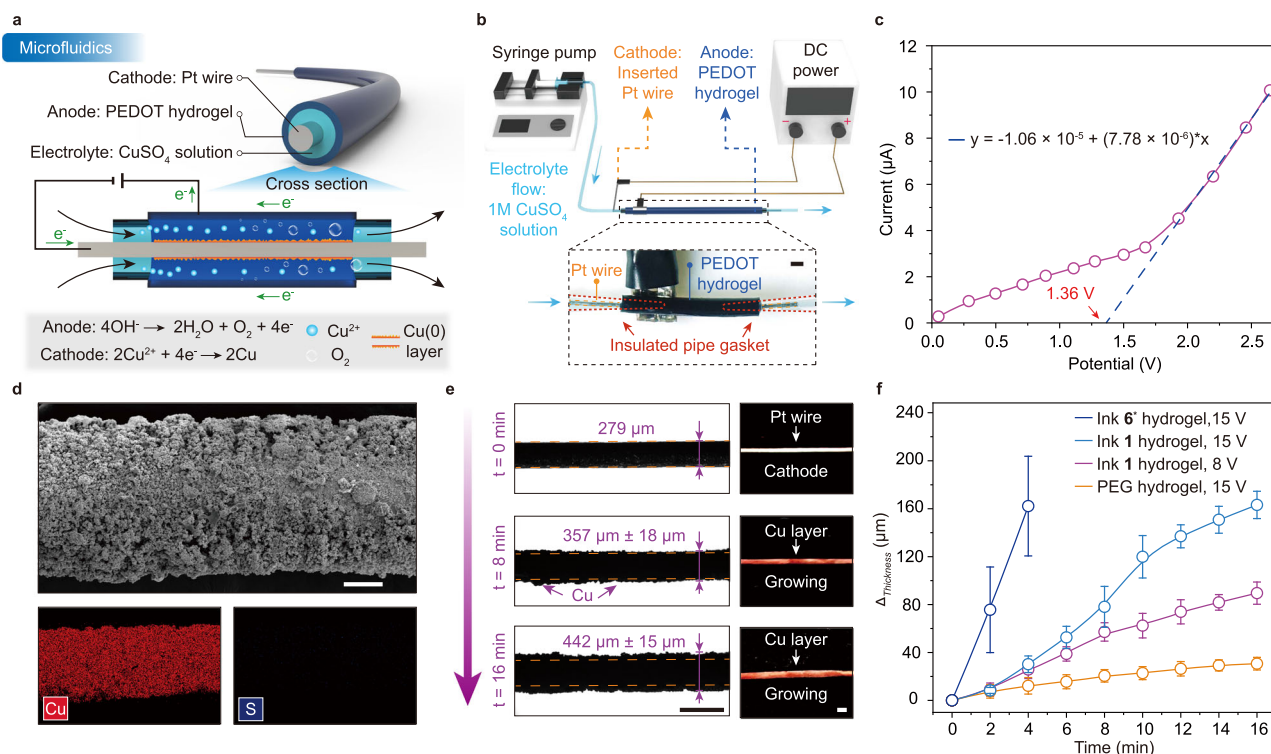 a
Microfluidics
Cathode: Pt wire
Anode: PEDOT hydrogel
Electrolyte: CuSO₄ solution
Cross section
e⁻
e⁻
e⁻
e⁻
Anode: 4OH⁻ → 2H₂O + O₂ + 4e⁻
Cathode: 2Cu²⁺ + 4e⁻ → 2Cu
Cu²⁺
O₂
Cu(0)
layer
b
Syringe pump
Cathode:
Inserted
Pt wire
Anode:
PEDOT
hydrogel
DC
power
−
+
Electrolyte
flow:
1M CuSO₄
solution
Pt wire
PEDOT
hydrogel
Insulated pipe gasket
c
Current (µA)
12
10
8
6
4
2
0
y = -1.06 × 10⁻⁵ + (7.78 × 10⁻⁶)*x
1.36 V
0.0 0.5 1.0 1.5 2.0 2.5
Potential (V)
d
Cu
S
e
t = 0 min
279 µm
Pt wire
Cathode
t = 8 min
357 µm ± 18 µm
Cu
Cu layer
Growing
t = 16 min
442 µm ± 15 µm
Cu layer
Growing
f
Δ_Thickness (µm)
240
200
160
120
80
40
0
Ink 6* hydrogel,15 V
Ink 1 hydrogel, 15 V
Ink 1 hydrogel, 8 V
PEG hydrogel, 15 V
0 2 4 6 8 10 12 14 16
Time (min)